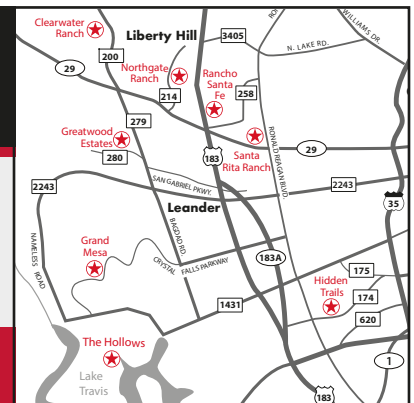 Clearwater
Ranch
Liberty Hill
3405
RO
WILLIAMS DR.
N. LAKE RD.
200
29
Northgate
Ranch
214
Rancho
Santa
Fe
258
279
Greatwood
Estates
280
183
Santa
Rita Ranch
RONALD REAGAN BLVD.
29
2243
SAN GABRIEL PKWY.
2243
35
Leander
NAMELESS ROAD
BAGDAD RD.
Grand
Mesa
CRYSTAL FALLS PARKWAY
183A
175
Hidden
Trails
174
1431
620
The Hollows
1
Lake
Travis
183